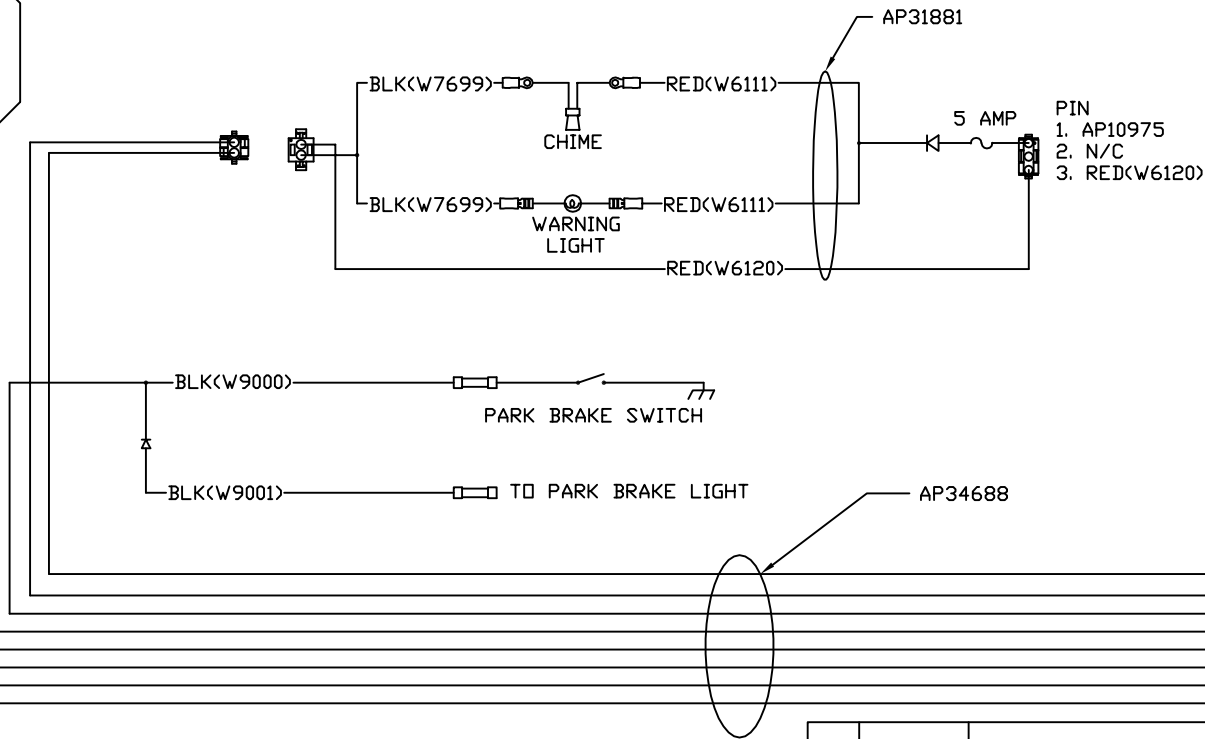 AP31881
BLK(W7699)
RED(W6111)
CHIME
5 AMP
PIN
1. AP10975
2. N/C
3. RED(W6120)
BLK(W7699)
RED(W6111)
WARNING
LIGHT
RED(W6120)
BLK(W9000)
PARK BRAKE SWITCH
BLK(W9001)
TO PARK BRAKE LIGHT
AP34688